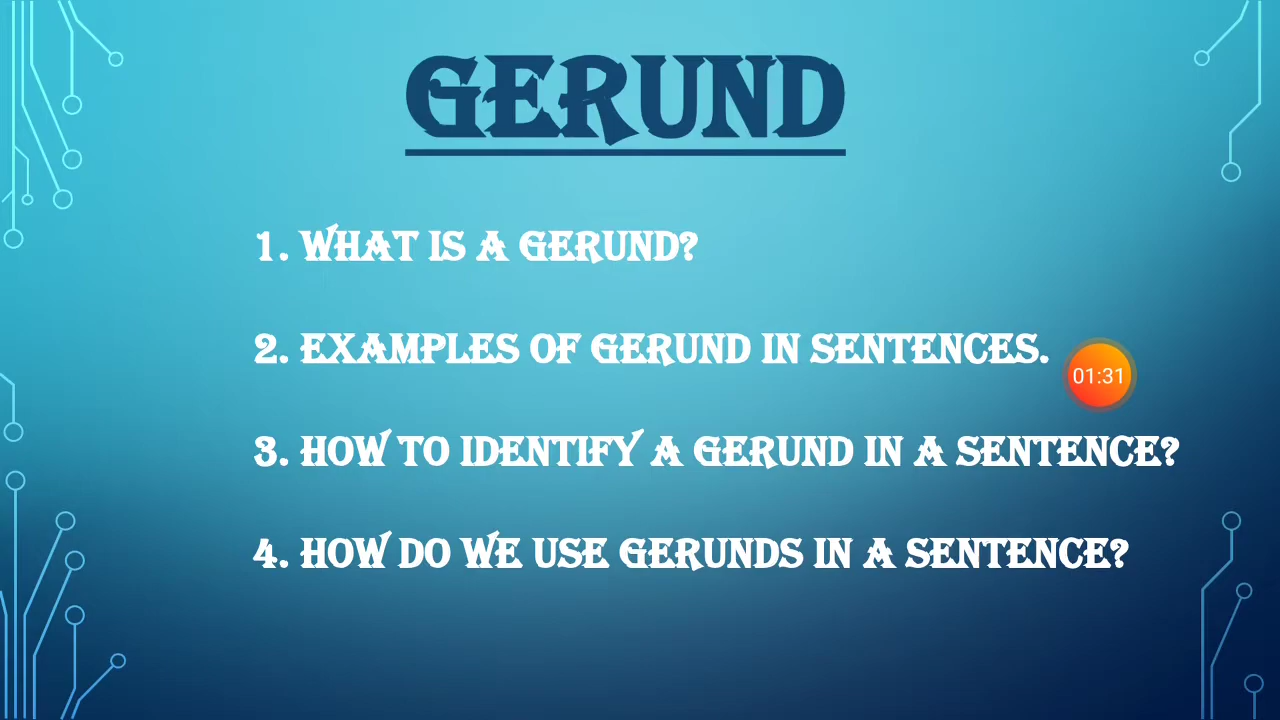 GERUND
1. WHAT IS A GERUND?
2. EXAMPLES OF GERUND IN SENTENCES.
01:31
3. HOW TO IDENTIFY A GERUND IN A SENTENCE?
4. HOW DO WE USE GERUNDS IN A SENTENCE?